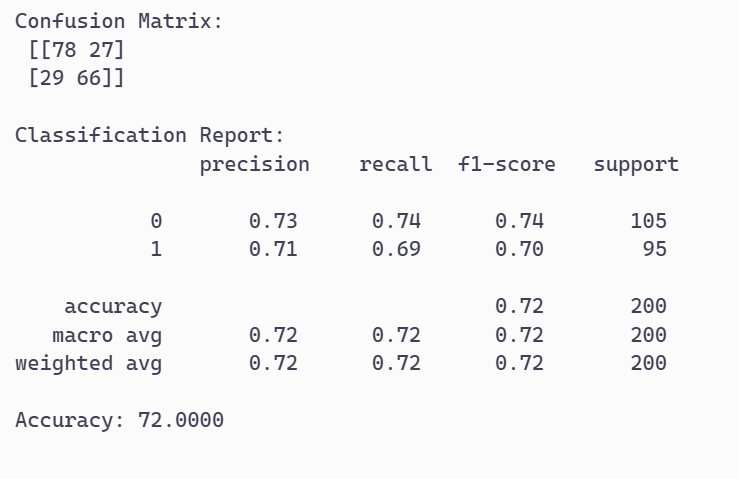 Confusion Matrix:
 [[78 27]
 [29 66]]
Classification Report:
               precision    recall  f1-score   support
           0       0.73      0.74      0.74       105
           1       0.71      0.69      0.70        95
    accuracy                           0.72       200
   macro avg       0.72      0.72      0.72       200
weighted avg       0.72      0.72      0.72       200
Accuracy: 72.0000